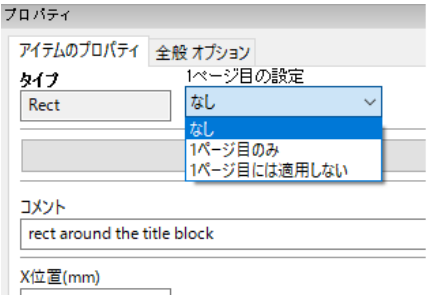 プロパティ
アイテムのプロパティ 全般 オプション
タイプ 1ページ目の設定
Rect なし
なし
1ページ目のみ
1ページ目には適用しない
コメント
rect around the title block
X位置(mm)